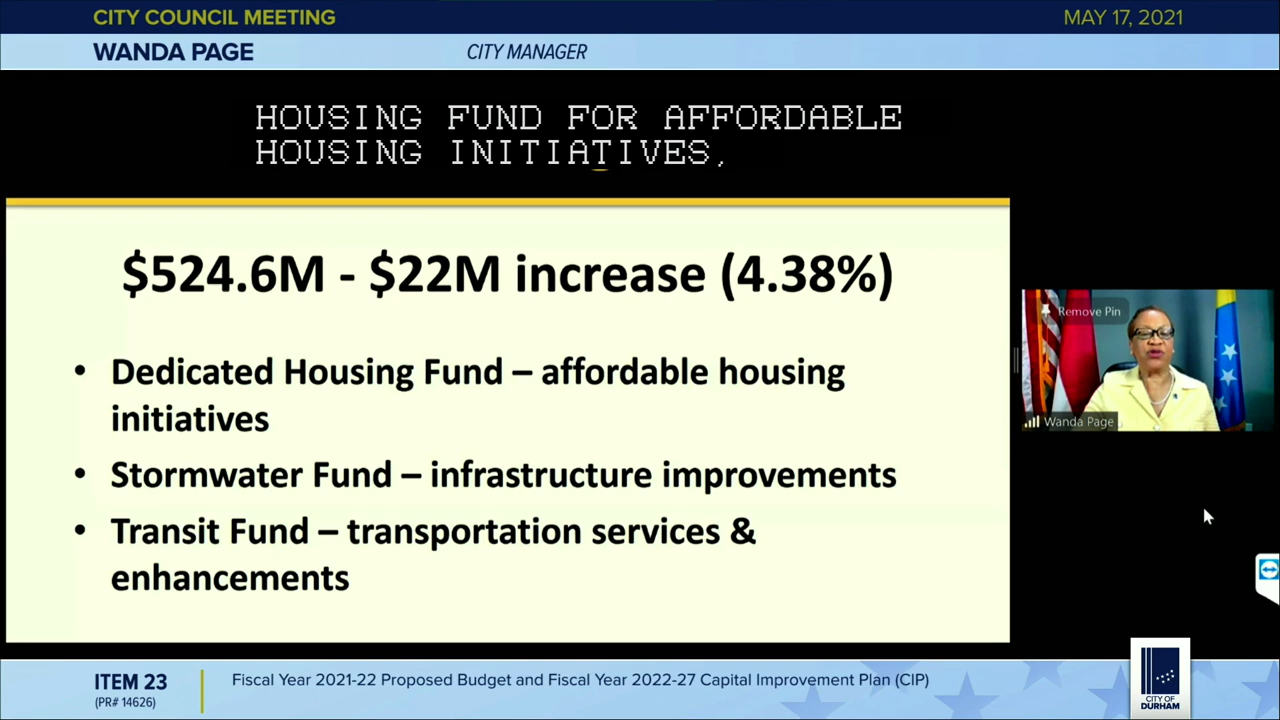 CITY COUNCIL MEETING
MAY 17, 2021
WANDA PAGE
CITY MANAGER
HOUSING FUND FOR AFFORDABLE
HOUSING INITIATIVES,
$524.6M - $22M increase (4.38%)
• Dedicated Housing Fund – affordable housing
initiatives
• Stormwater Fund – infrastructure improvements
• Transit Fund – transportation services &
enhancements
Remove Pin
Wanda Page
ITEM 23
(PR# 14626)
Fiscal Year 2021-22 Proposed Budget and Fiscal Year 2022-27 Capital Improvement Plan (CIP)
CITY OF
DURHAM